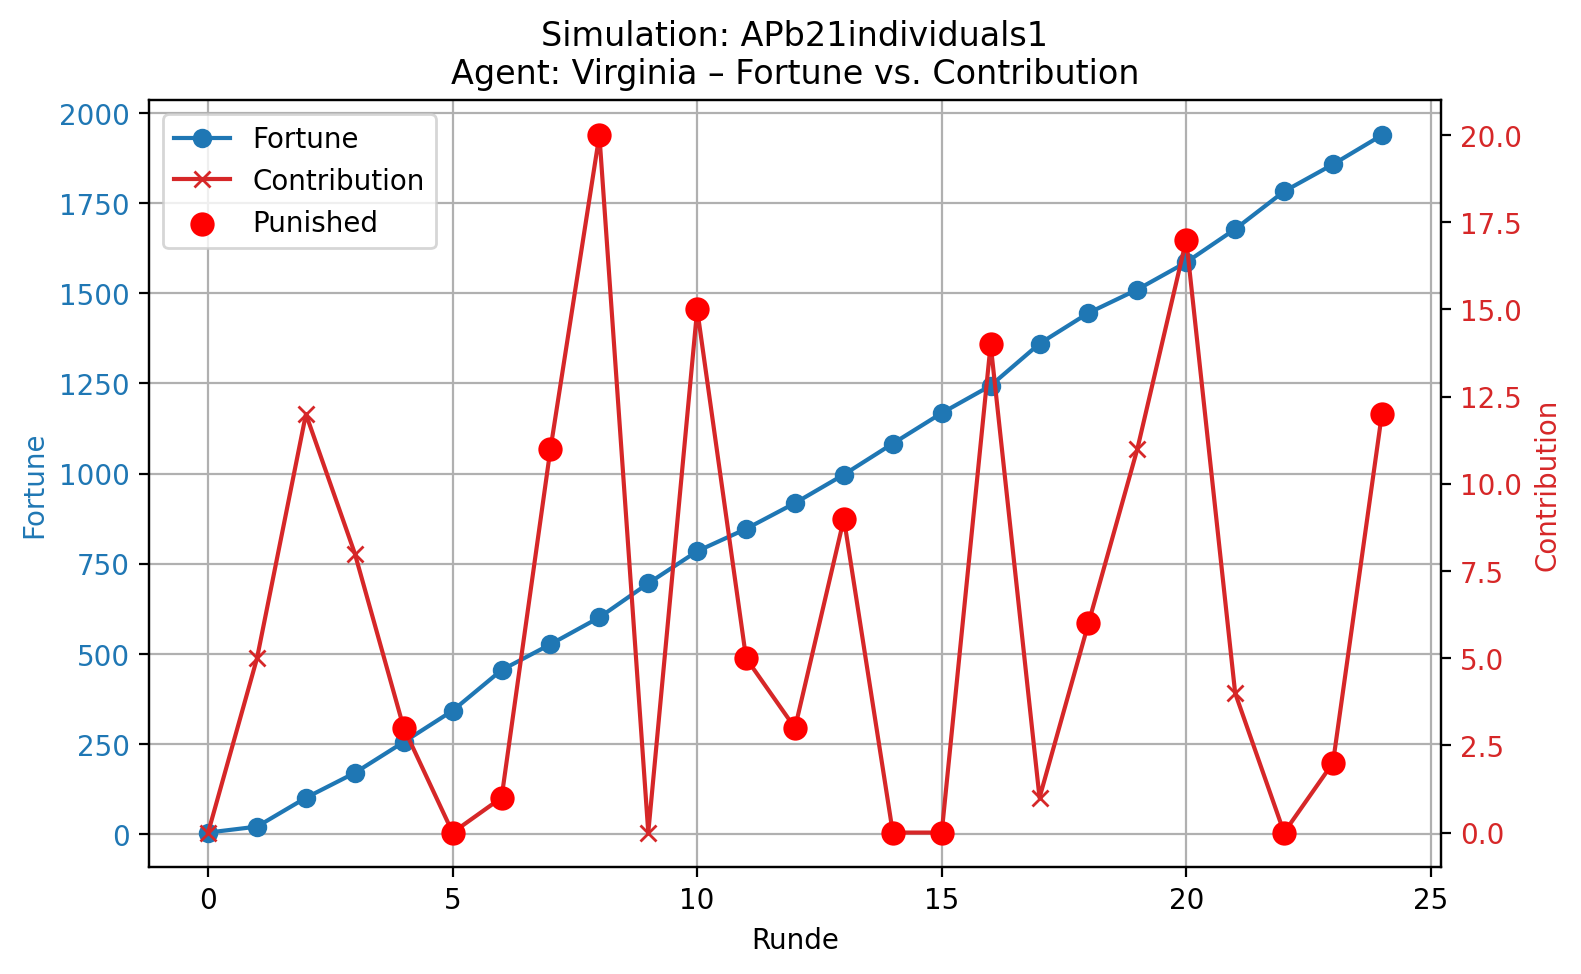 Simulation: APb21individuals1
Agent: Virginia – Fortune vs. Contribution
Fortune
Contribution
Punished
2000
1750
1500
1250
1000
750
500
250
0
Fortune
20.0
17.5
15.0
12.5
10.0
7.5
5.0
2.5
0.0
Contribution
0 5 10 15 20 25
Runde